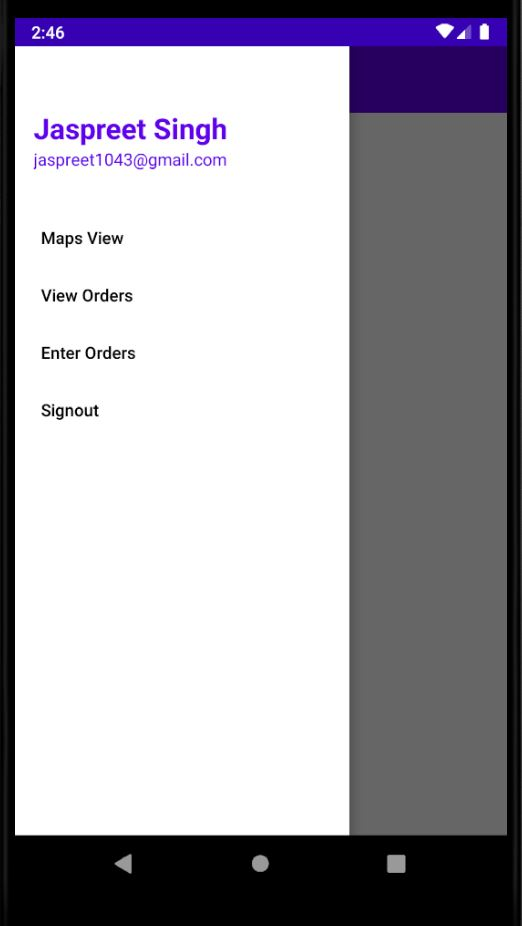 2:46
Jaspreet Singh
jaspreet1043@gmail.com
Maps View
View Orders
Enter Orders
Signout